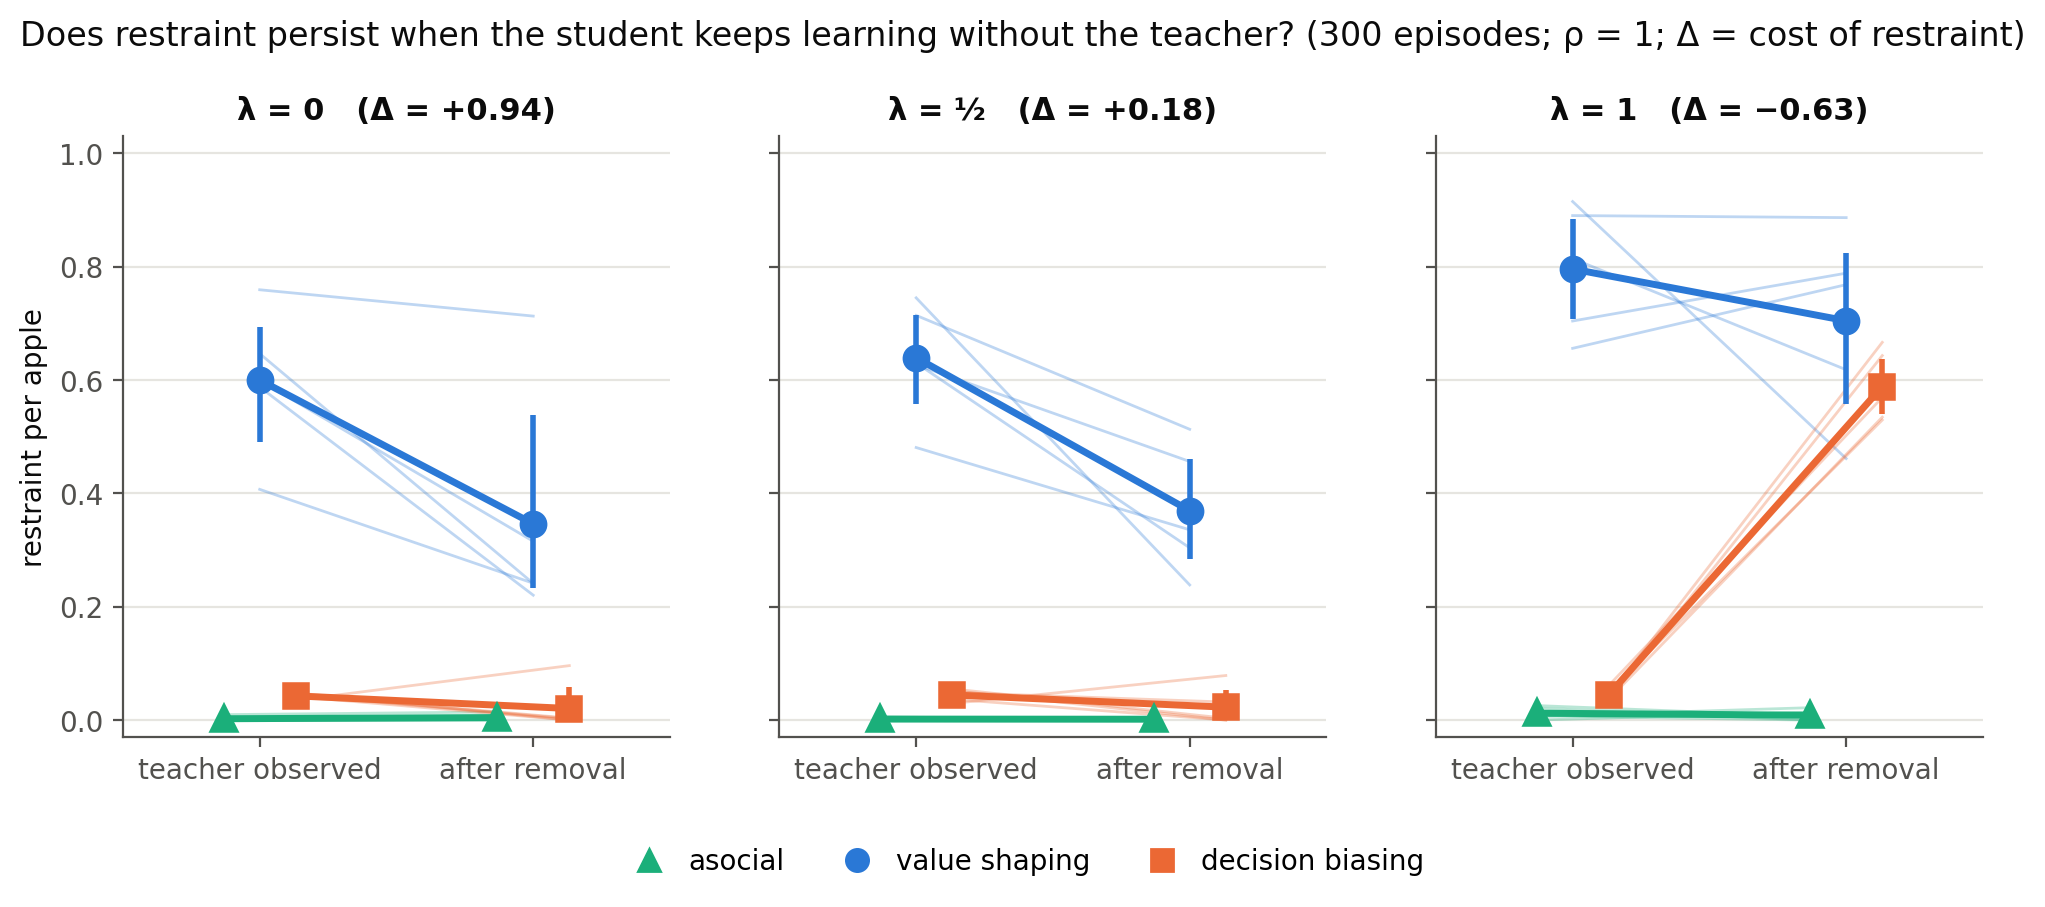 Does restraint persist when the student keeps learning without the teacher? (300 episodes; ρ = 1; Δ = cost of restraint)
λ = 0 (Δ = +0.94)
λ = ½ (Δ = +0.18)
λ = 1 (Δ = −0.63)
restraint per apple
1.0
0.8
0.6
0.4
0.2
0.0
teacher observed
after removal
teacher observed
after removal
teacher observed
after removal
asocial
value shaping
decision biasing